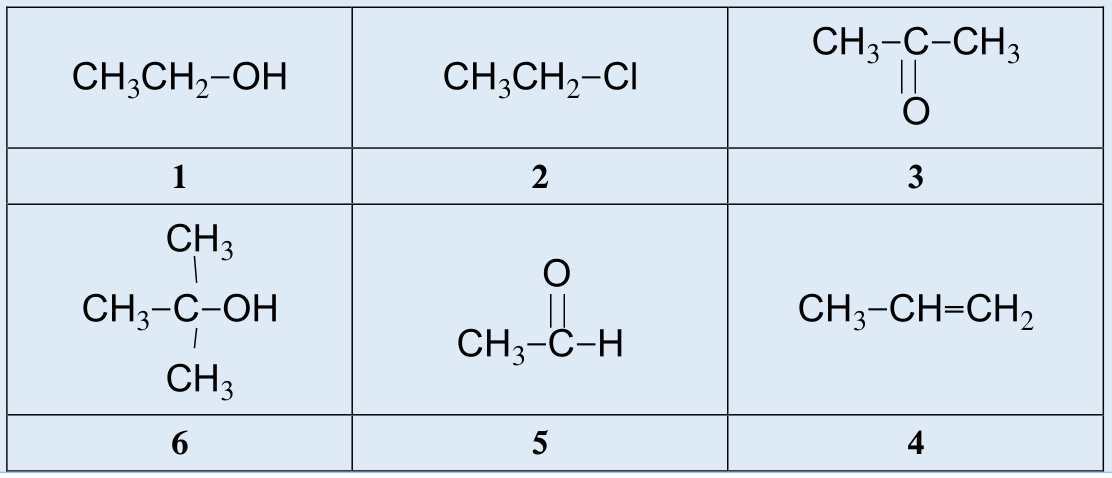 CH₃CH₂–OH
CH₃CH₂–Cl
CH₃–C–CH₃
O
1
2
3
CH₃
CH₃–C–OH
CH₃
O
CH₃–C–H
CH₃–CH=CH₂
6
5
4